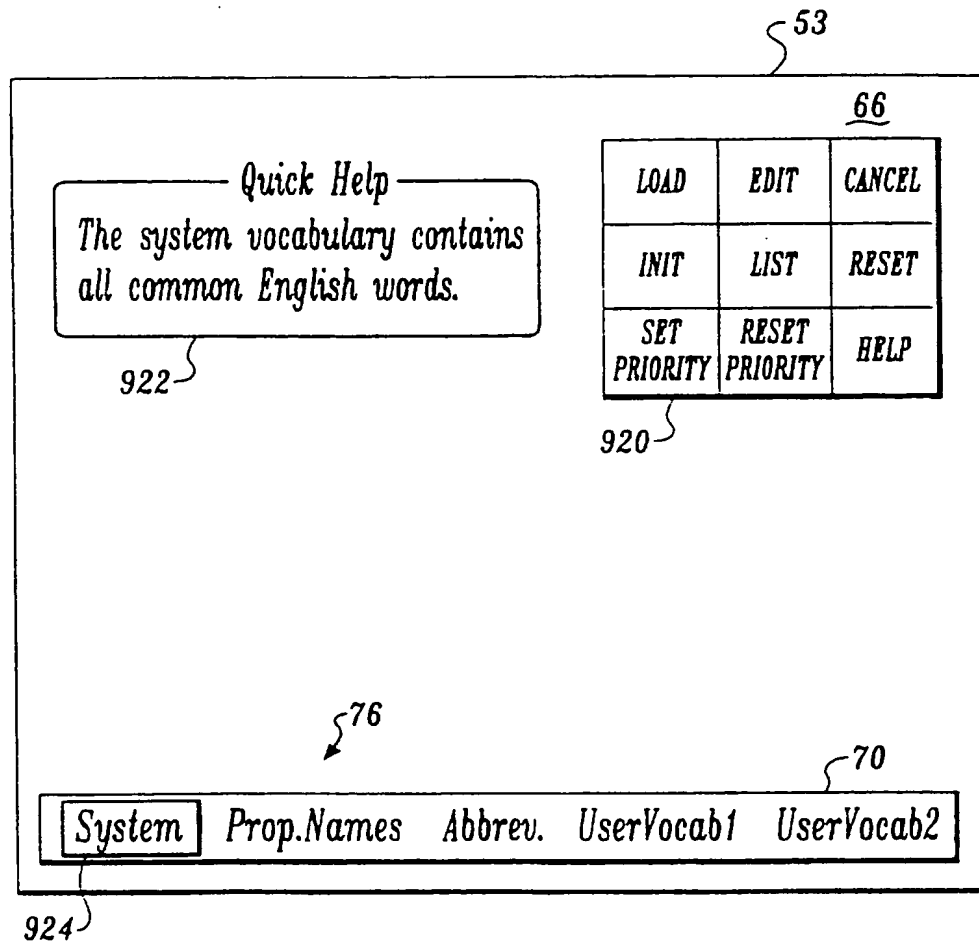 53
66
Quick Help
The system vocabulary contains
all common English words.
922
LOAD EDIT CANCEL
INIT LIST RESET
SET PRIORITY RESET PRIORITY HELP
920
76
70
System Prop.Names Abbrev. UserVocab1 UserVocab2
924